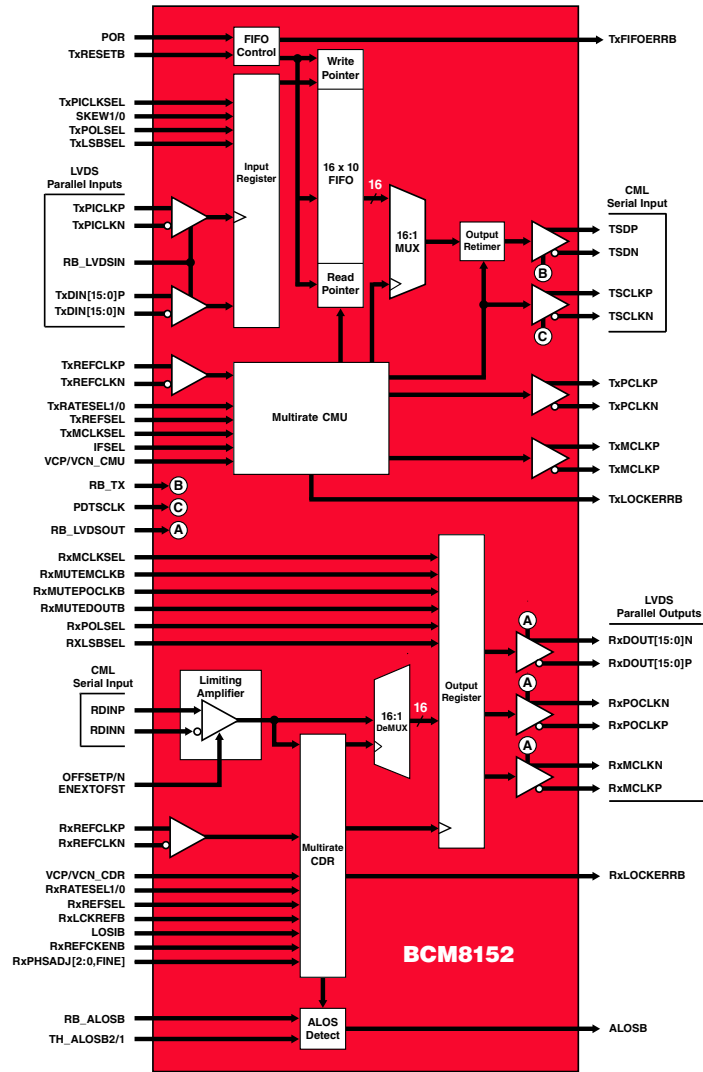 POR
TxRESETB
FIFO
Control
TxFIFOERRB
Write
Pointer
TxPICLKSEL
SKEW1/0
TxPOLSEL
TxLSBSEL
Input
Register
16 x 10
FIFO
16
16:1
MUX
Output
Retimer
Read
Pointer
LVDS
Parallel Inputs
TxPICLKP
TxPICLKN
RB_LVDSIN
TxDIN[15:0]P
TxDIN[15:0]N
CML
Serial Input
TSDP
TSDN
B
TSCLKP
TSCLKN
C
TxREFCLKP
TxREFCLKN
TxRATESEL1/0
TxREFSEL
TxMCLKSEL
IFSEL
VCP/VCN_CMU
Multirate CMU
TxPCLKP
TxPCLKN
TxMCLKP
TxMCLKP
TxLOCKERRB
RB_TX
B
PDTSCLK
C
RB_LVDSOUT
A
RxMCLKSEL
RxMUTEMCLKB
RxMUTEPOCLKB
RxMUTEDOUTB
RxPOLSEL
RXLSBSEL
Output
Register
LVDS
Parallel Outputs
A
RxDOUT[15:0]N
RxDOUT[15:0]P
A
RxPOCLKN
RxPOCLKP
A
RxMCLKN
RxMCLKP
CML
Serial Input
RDINP
RDINN
Limiting
Amplifier
16:1
DeMUX
16
OFFSETP/N
ENEXTOFST
RxREFCLKP
RxREFCLKN
Multirate
CDR
VCP/VCN_CDR
RxRATESEL1/0
RxREFSEL
RxLCKREFB
LOSIB
RxREFCKENB
RxPHSADJ[2:0,FINE]
RxLOCKERRB
BCM8152
RB_ALOSB
TH_ALOSB2/1
ALOS
Detect
ALOSB